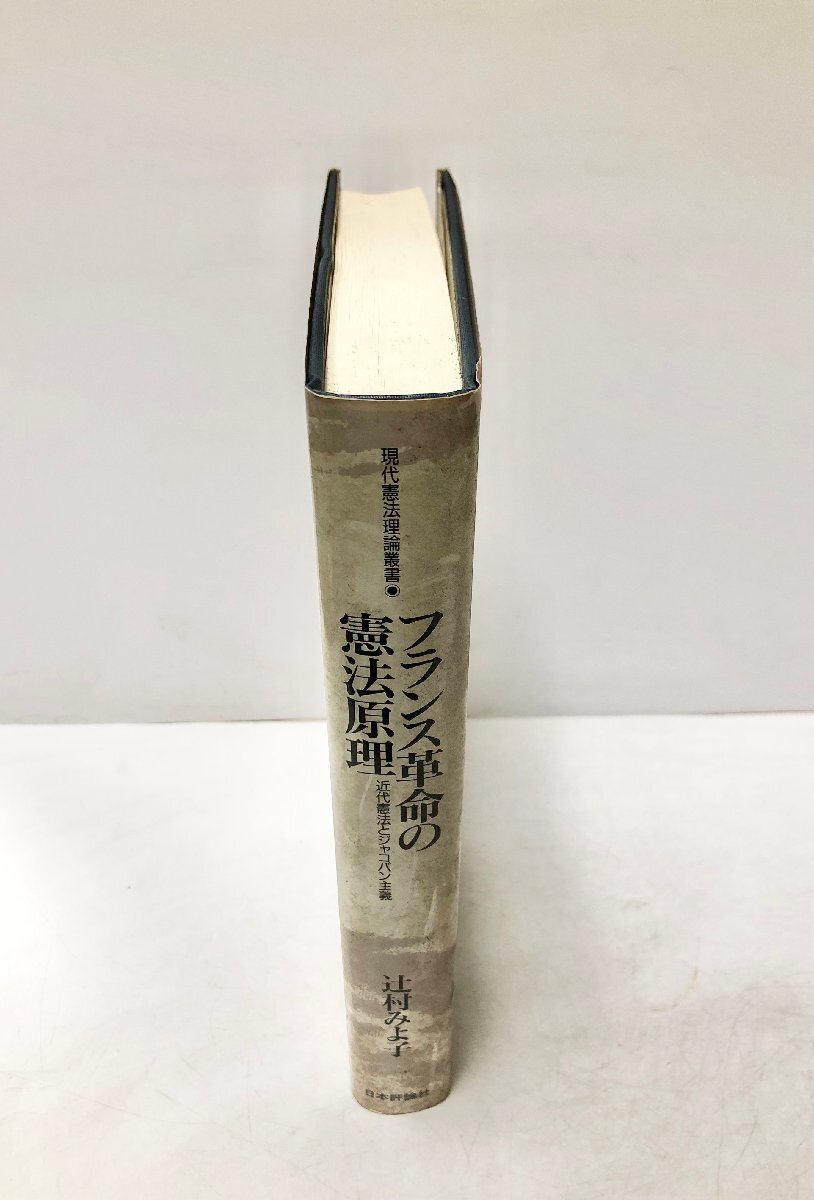 現代憲法理論叢書◉
フランス革命の
憲法原理
近代憲法とジャコバン主義
辻村みよ子
日本評論社